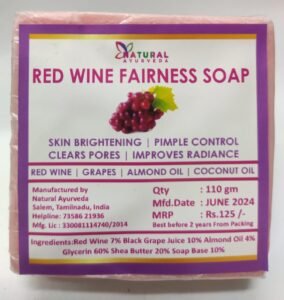 NATURAL
AYURVEDA
RED WINE FAIRNESS SOAP
SKIN BRIGHTENING | PIMPLE CONTROL
CLEARS PORES | IMPROVES RADIANCE
RED WINE | GRAPES | ALMOND OIL | COCONUT OIL
Manufactured by
Natural Ayurveda
Salem, Tamilnadu, India
Helpline: 73586 21936
Mfg. Lic : 330081114740/2014
Qty : 110 gm
Mfd.Date : JUNE 2024
MRP : Rs.125 /-
Best before 2 years From Packing
Ingredients:Red Wine 7% Black Grape Juice 10% Almond Oil 4%
Glycerin 60% Shea Butter 20% Soap Base 10%